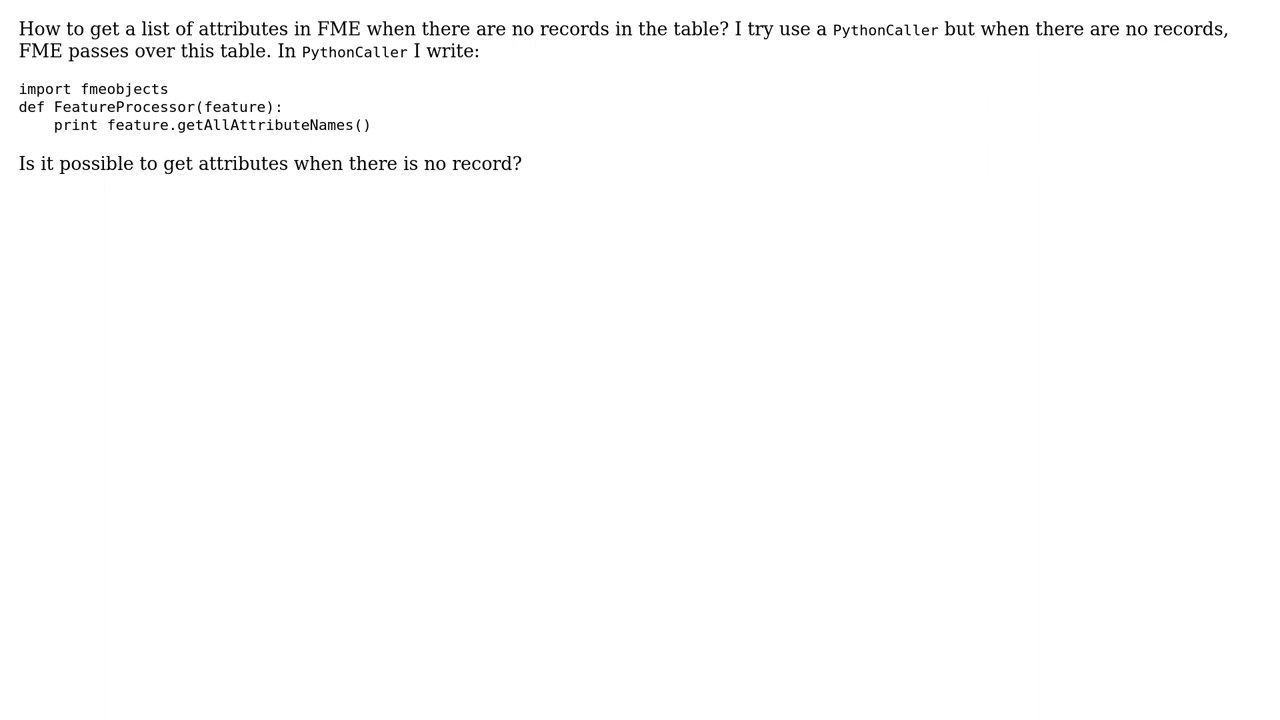 How to get a list of attributes in FME when there are no records in the table? I try use a PythonCaller but when there are no records,
FME passes over this table. In PythonCaller I write:
import fmeobjects
def FeatureProcessor(feature):
    print feature.getAllAttributeNames()
Is it possible to get attributes when there is no record?